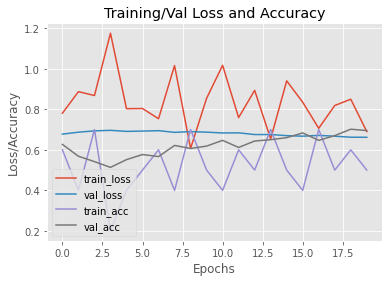 Training/Val Loss and Accuracy
Loss/Accuracy
1.2
1.0
0.8
0.6
0.4
0.2
train_loss
val_loss
train_acc
val_acc
0.0 2.5 5.0 7.5 10.0 12.5 15.0 17.5
Epochs